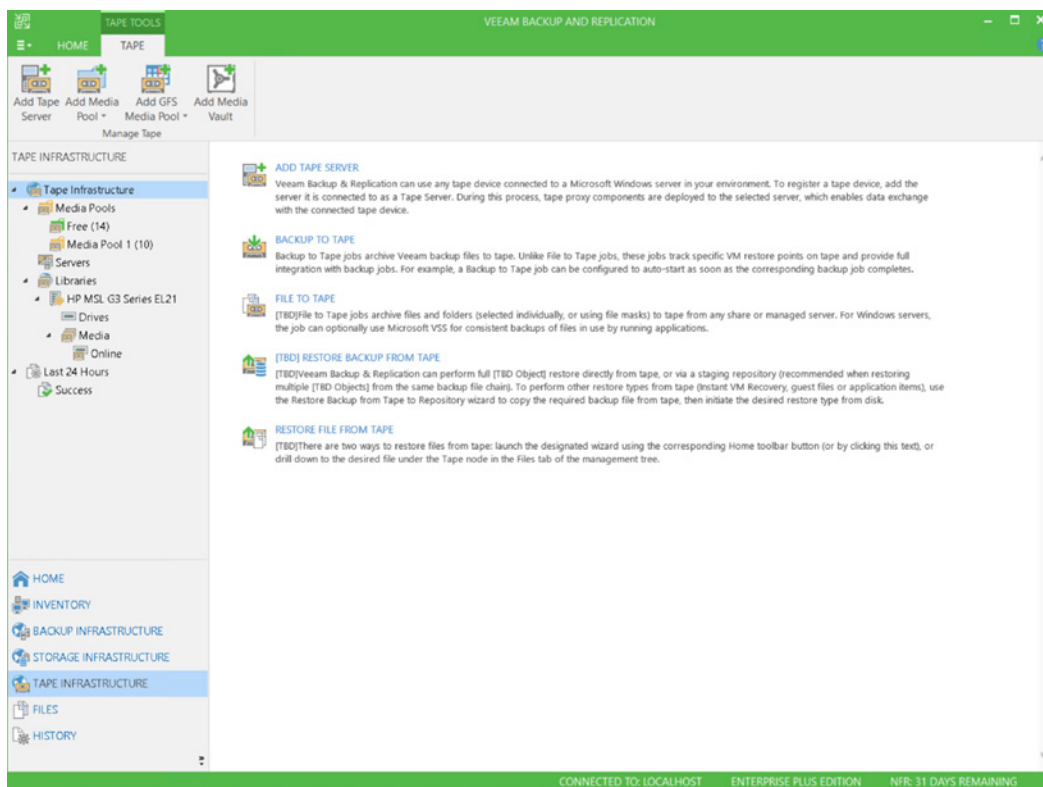 TAPE TOOLS
VEEAM BACKUP AND REPLICATION
HOME
TAPE
Add Tape Server
Add Media Pool
Add GFS Media Pool
Add Media Vault
Manage Tape
TAPE INFRASTRUCTURE
Tape Infrastructure
Media Pools
Free (14)
Media Pool 1 (10)
Servers
Libraries
HP MSL G3 Series EL21
Drives
Media
Online
Last 24 Hours
Success
ADD TAPE SERVER
Veeam Backup & Replication can use any tape device connected to a Microsoft Windows server in your environment. To register a tape device, add the
server it is connected to as a Tape Server. During this process, tape proxy components are deployed to the selected server, which enables data exchange
with the connected tape device.
BACKUP TO TAPE
Backup to Tape jobs archive Veeam backup files to tape. Unlike File to Tape jobs, these jobs track specific VM restore points on tape and provide full
integration with backup jobs. For example, a Backup to Tape job can be configured to auto-start as soon as the corresponding backup job completes.
FILE TO TAPE
[TBD]File to Tape jobs archive files and folders (selected individually, or using file masks) to tape from any share or managed server. For Windows servers,
the job can optionally use Microsoft VSS for consistent backups of files in use by running applications.
[TBD] RESTORE BACKUP FROM TAPE
[TBD]Veeam Backup & Replication can perform full [TBD Object] restore directly from tape, or via a staging repository (recommended when restoring
multiple [TBD Objects] from the same backup file chain). To perform other restore types from tape (Instant VM Recovery, guest files or application items), use
the Restore Backup from Tape to Repository wizard to copy the required backup file from tape, then initiate the desired restore type from disk.
RESTORE FILE FROM TAPE
[TBD]There are two ways to restore files from tape: launch the designated wizard using the corresponding Home toolbar button (or by clicking this text), or
drill down to the desired file under the Tape node in the Files tab of the management tree.
HOME
INVENTORY
BACKUP INFRASTRUCTURE
STORAGE INFRASTRUCTURE
TAPE INFRASTRUCTURE
FILES
HISTORY
CONNECTED TO: LOCALHOST
ENTERPRISE PLUS EDITION
NFR: 31 DAYS REMAINING